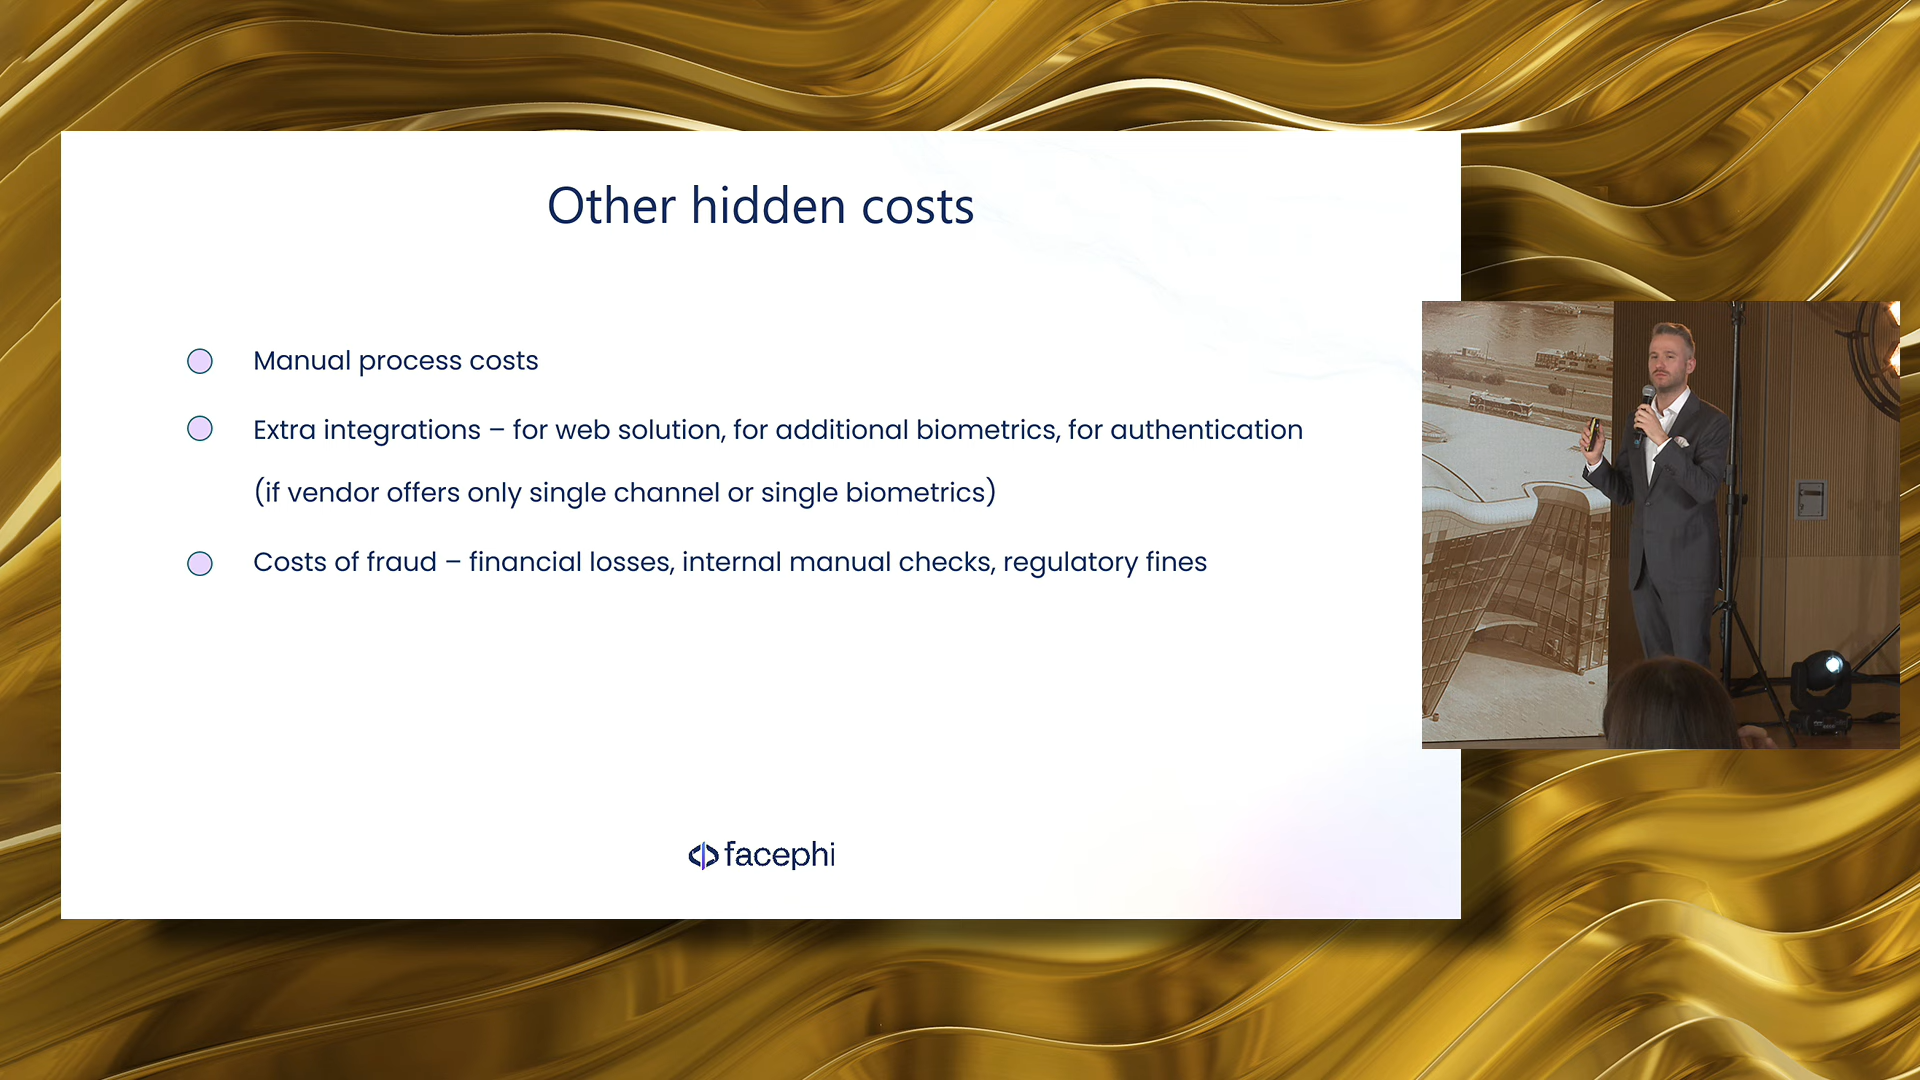 Other hidden costs
Manual process costs
Extra integrations – for web solution, for additional biometrics, for authentication
(if vendor offers only single channel or single biometrics)
Costs of fraud – financial losses, internal manual checks, regulatory fines
facephi